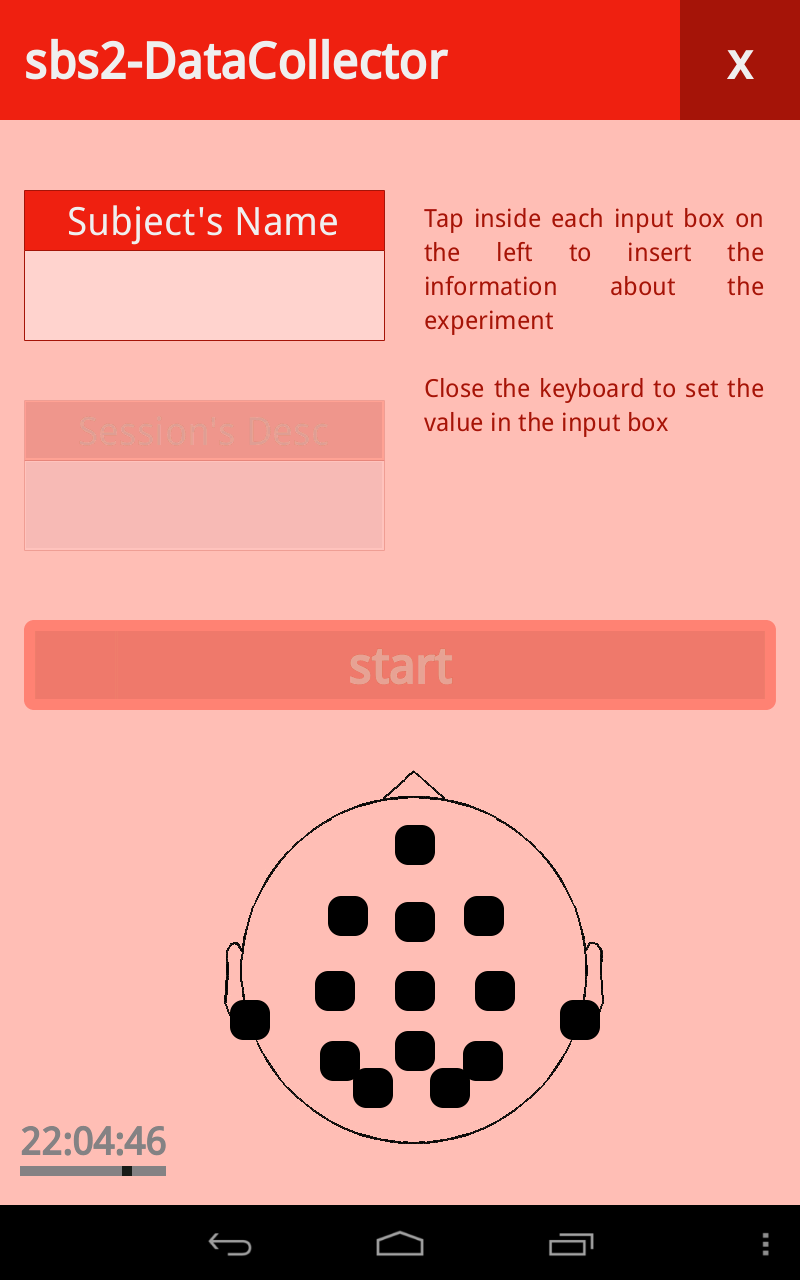 sbs2-DataCollector
x
Subject's Name
Tap inside each input box on
the left to insert the
information about the
experiment
Close the keyboard to set the
value in the input box
Session's Desc
start
22:04:46